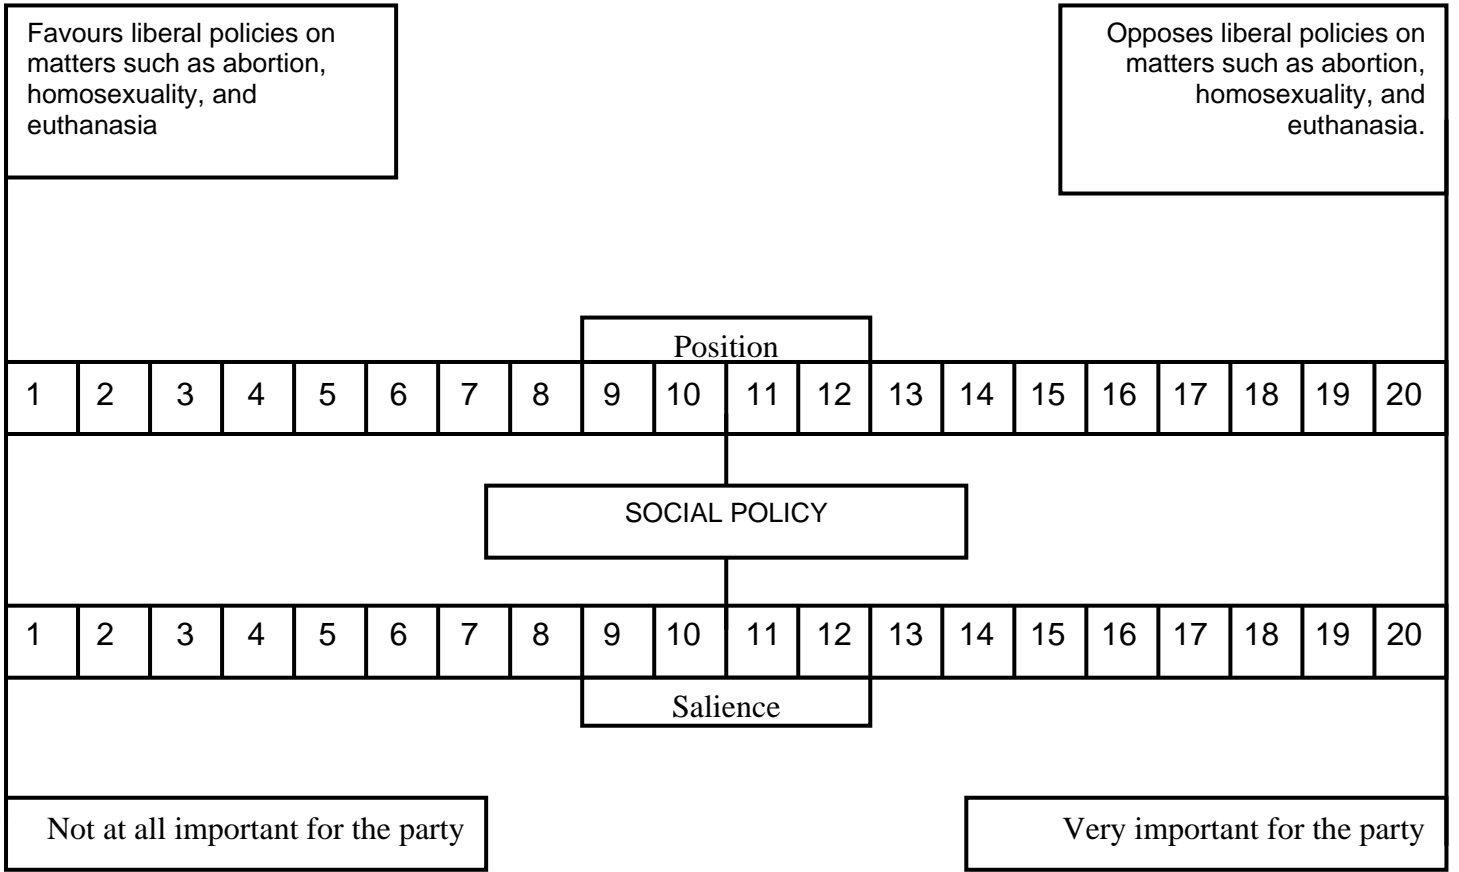 Favours liberal policies on
matters such as abortion,
homosexuality, and
euthanasia
Opposes liberal policies on
matters such as abortion,
homosexuality, and
euthanasia.
Position
1 2 3 4 5 6 7 8 9 10 11 12 13 14 15 16 17 18 19 20
SOCIAL POLICY
1 2 3 4 5 6 7 8 9 10 11 12 13 14 15 16 17 18 19 20
Salience
Not at all important for the party
Very important for the party